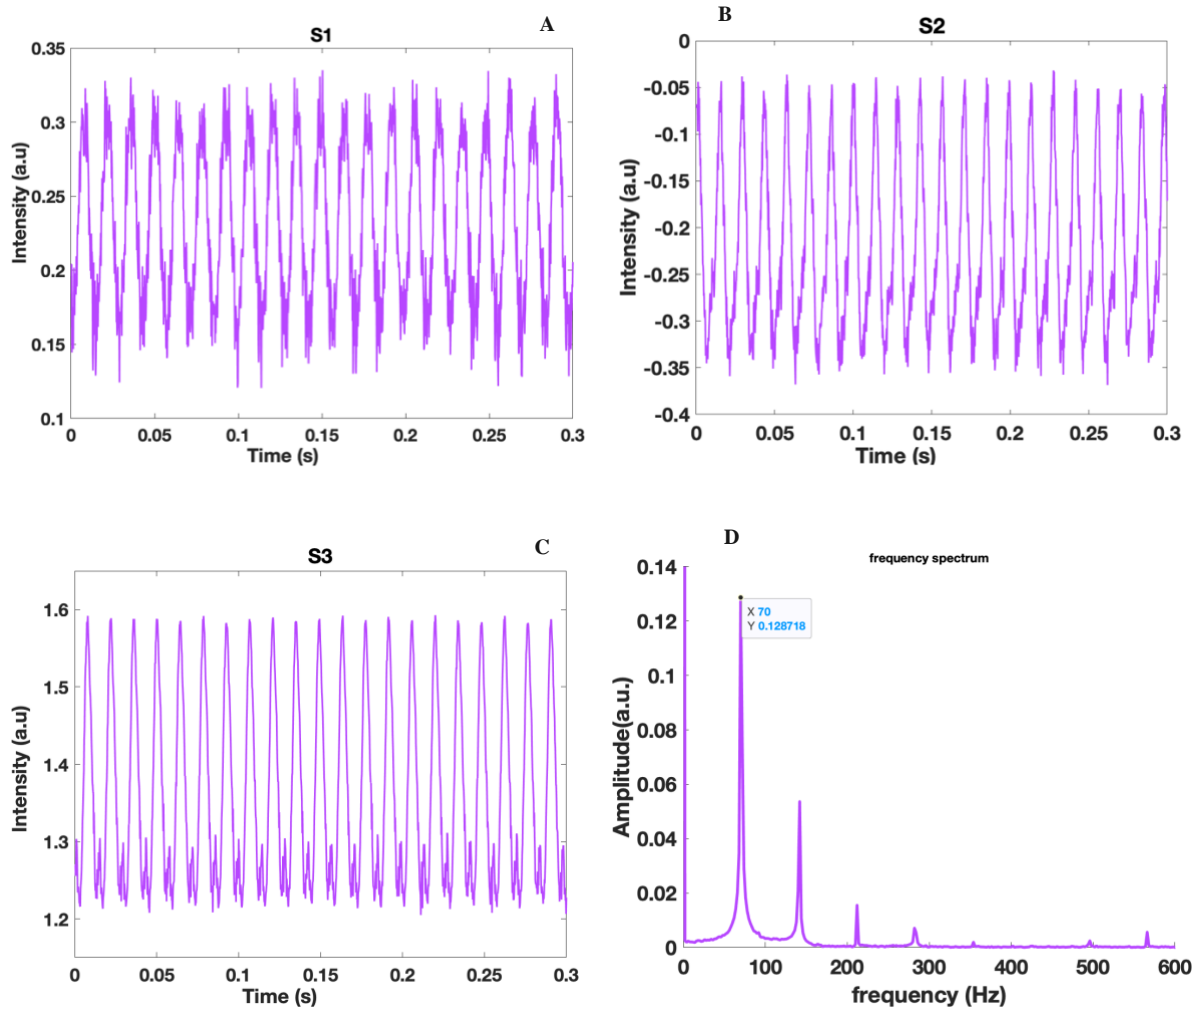 S1
A
0.35
0.3
0.25
0.2
0.15
0.1
Intensity (a.u)
0 0.05 0.1 0.15 0.2 0.25 0.3
Time (s)
B
S2
0
-0.05
-0.1
-0.15
-0.2
-0.25
-0.3
-0.35
-0.4
Intensity (a.u)
0 0.05 0.1 0.15 0.2 0.25 0.3
Time (s)
S3
C
1.6
1.5
1.4
1.3
1.2
Intensity (a.u)
0 0.05 0.1 0.15 0.2 0.25 0.3
Time (s)
D
frequency spectrum
0.14
0.12
0.1
0.08
0.06
0.04
0.02
0
Amplitude(a.u.)
X 70
Y 0.128718
0 100 200 300 400 500 600
frequency (Hz)